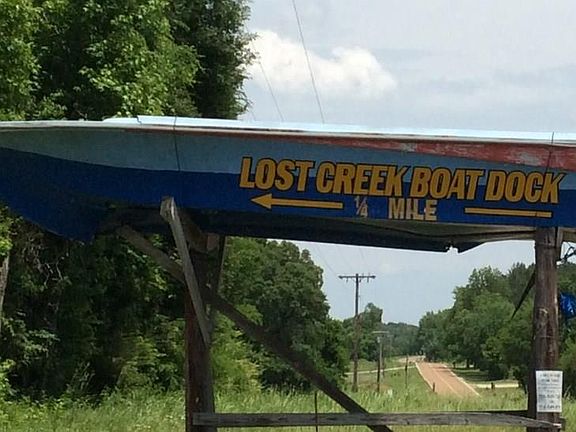 LOST CREEK BOAT DOCK
1/4 MILE